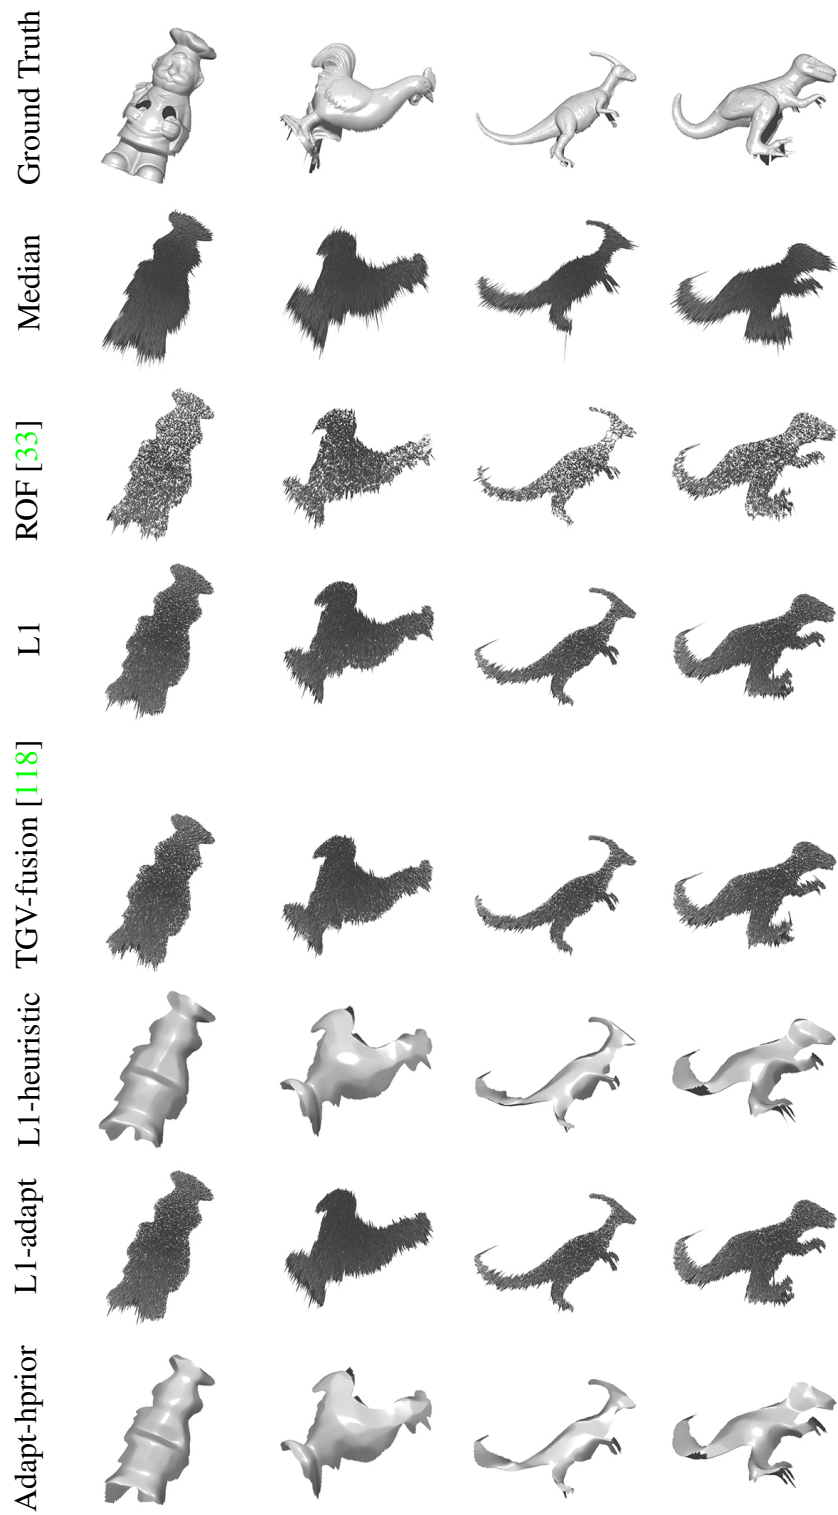 Ground Truth
Median
ROF [33]
L1
TGV-fusion [118]
L1-heuristic
L1-adapt
Adapt-hprior